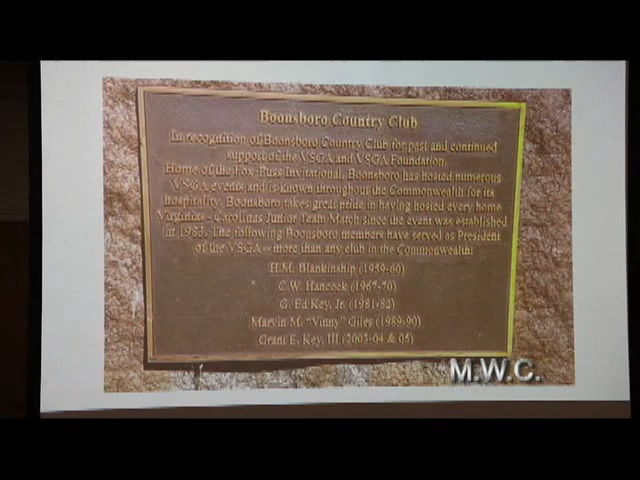 Boonsboro Country Club
In recognition of Boonsboro Country Club for past and continued
support of the VSGA and VSGA Foundation.
Home of the Fox-Puss Invitational, Boonsboro has hosted numerous
VSGA events and is known throughout the Commonwealth for its
hospitality. Boonsboro takes great pride in having hosted every home
Virginias - Carolinas Junior Team Match since the event was established
in 1983. The following Boonsboro members have served as President
of the VSGA - more than any club in the Commonwealth:
H.M. Blankinship (1959-60)
C.W. Hancock (1967-70)
G. Ed Key, Jr. (1981-82)
Marvin M. "Vinny" Giles (1989-90)
Grant E. Key, III (2003-04 & 05)
M.W.C.